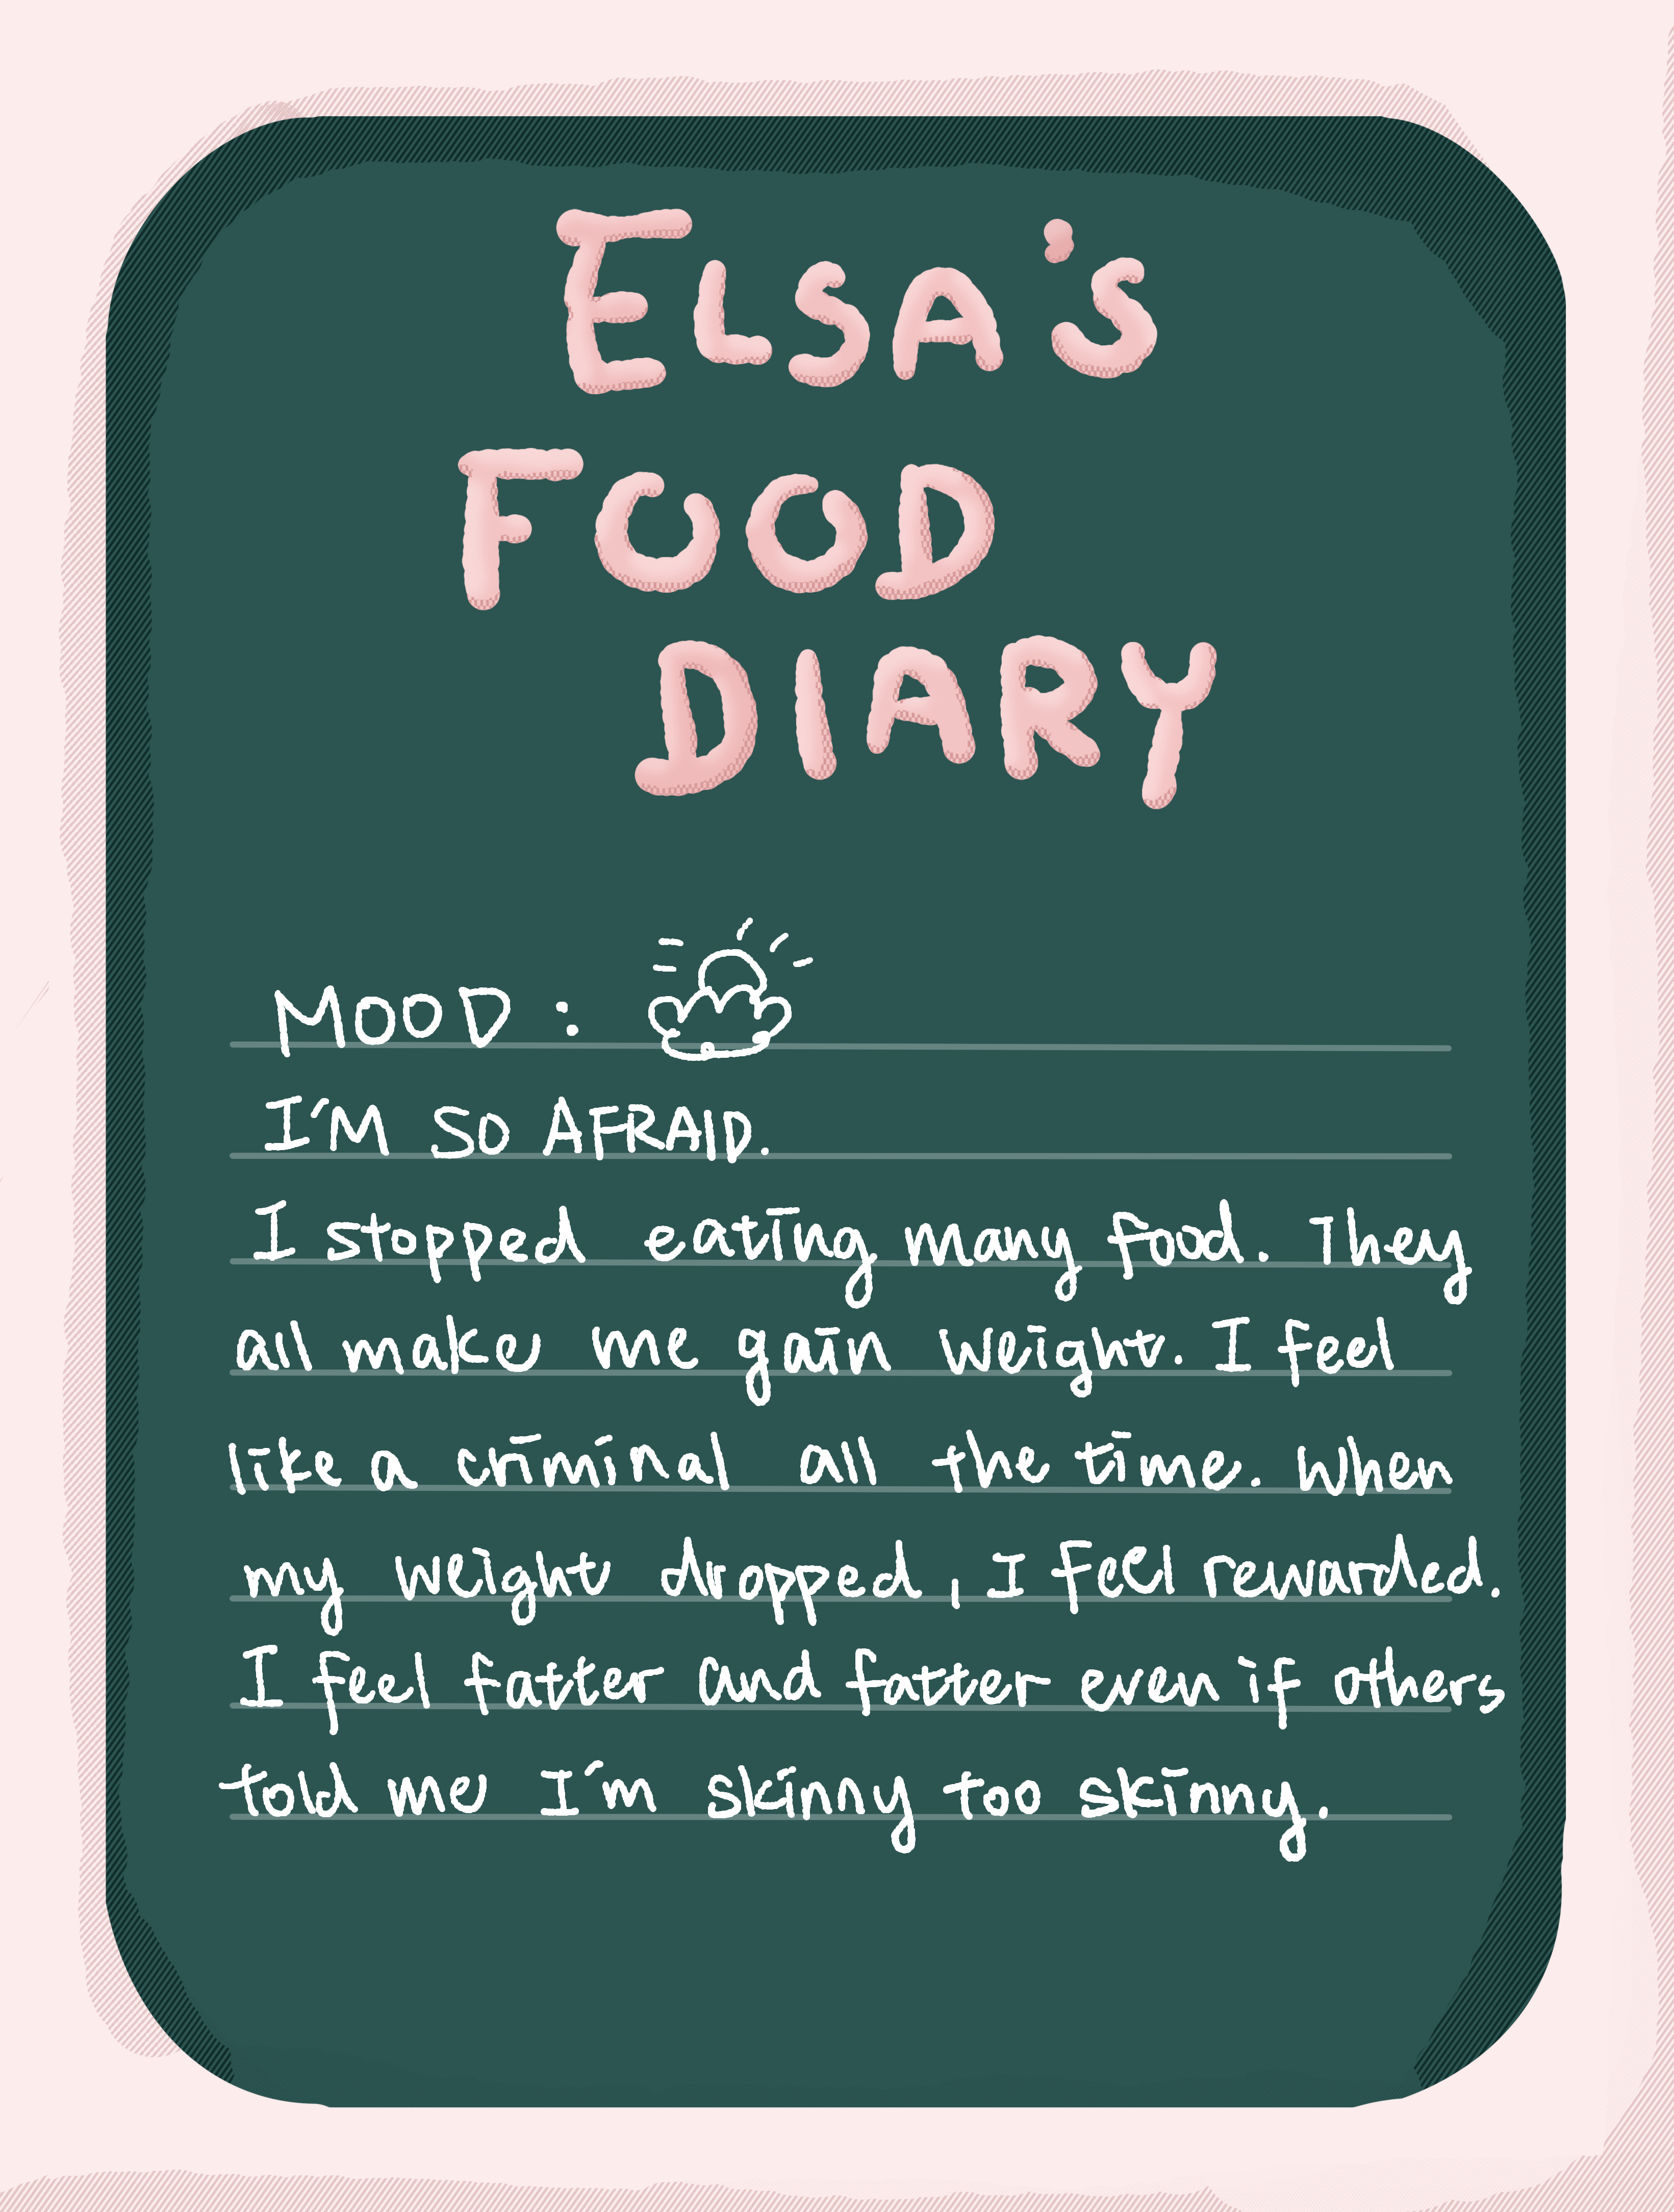 ELSA'S
FOOD
DIARY
MOOD :
I'M SO AFRAID.
I stopped eating many food. They
all make me gain weight. I feel
like a criminal all the time. When
my weight dropped, I feel rewarded.
I feel fatter and fatter even if others
told me I'm skinny too skinny.